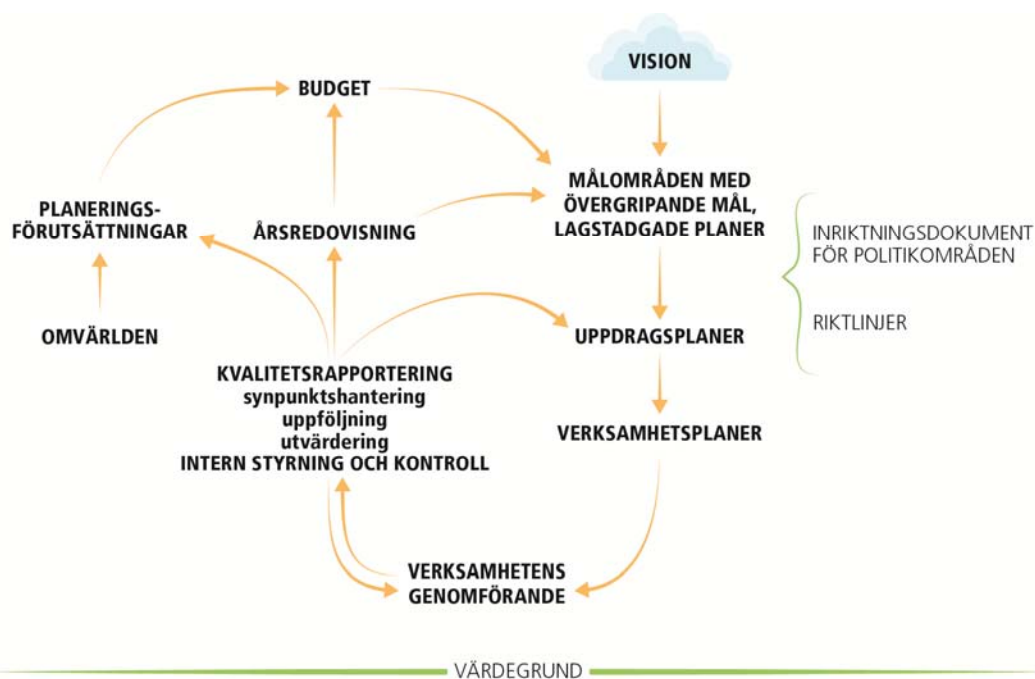 VISION
BUDGET
MÅLOMRÅDEN MED
ÖVERGRIPANDE MÅL,
LAGSTADGADE PLANER
PLANERINGS-
FÖRUTSÄTTNINGAR
ÅRSREDOVISNING
INRIKTNINGSDOKUMENT
FÖR POLITIKOMRÅDEN
RIKTLINJER
OMVÄRLDEN
UPPDRAGSPLANER
KVALITETSRAPPORTERING
synpunktshantering
uppföljning
utvärdering
INTERN STYRNING OCH KONTROLL
VERKSAMHETSPLANER
VERKSAMHETENS
GENOMFÖRANDE
VÄRDEGRUND